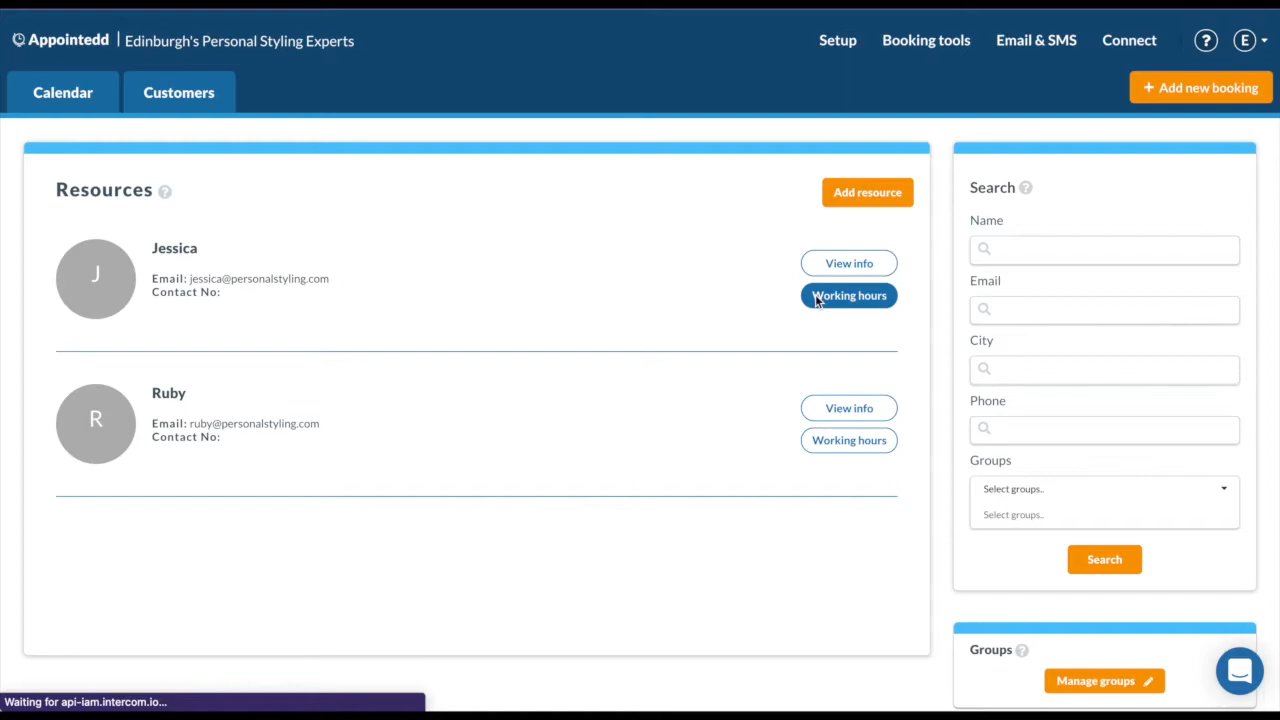 Appointedd | Edinburgh's Personal Styling Experts
Setup Booking tools Email & SMS Connect ? E
Calendar Customers + Add new booking
Resources ?
Add resource
J
Jessica
Email: jessica@personalstyling.com
Contact No:
View info
Working hours
R
Ruby
Email: ruby@personalstyling.com
Contact No:
View info
Working hours
Search ?
Name
Email
City
Phone
Groups
Select groups..
Select groups..
Search
Groups ?
Manage groups
Waiting for api-iam.intercom.io...